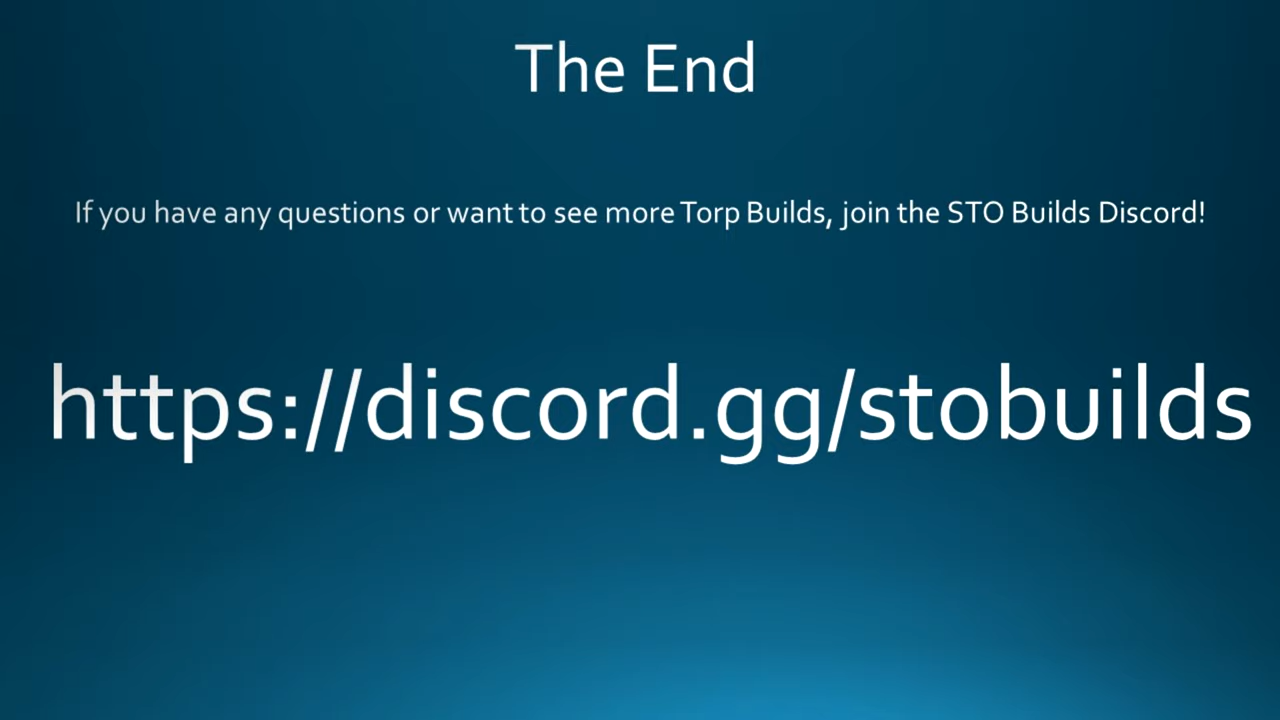 The End
If you have any questions or want to see more Torp Builds, join the STO Builds Discord!
https://discord.gg/stobuilds